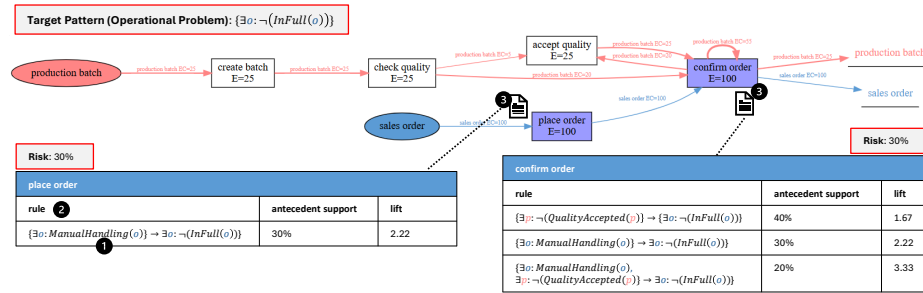 Target Pattern (Operational Problem): {∃o: ¬(InFull(o))}
production batch
production batch EC=25
create batch
E=25
production batch EC=25
check quality
E=25
production batch EC=5
accept quality
E=25
production batch EC=25
production batch EC=20
production batch EC=20
production batch EC=15
confirm order
E=100
production batch EC=25
production batch
sales order EC=100
sales order
sales order
sales order EC=100
place order
E=100
sales order EC=100
3
3
Risk: 30%
place order
rule 2
antecedent support
lift
{∃o: ManualHandling(o)} → ∃o: ¬(InFull(o))}
30%
2.22
1
Risk: 30%
confirm order
rule
antecedent support
lift
{∃p: ¬(QualityAccepted(p)} → {∃o: ¬(InFull(o))}
40%
1.67
{∃o: ManualHandling(o)} → ∃o: ¬(InFull(o))}
30%
2.22
{∃o: ManualHandling(o),
∃p: ¬(QualityAccepted(p)} → ∃o: ¬(InFull(o))}
20%
3.33